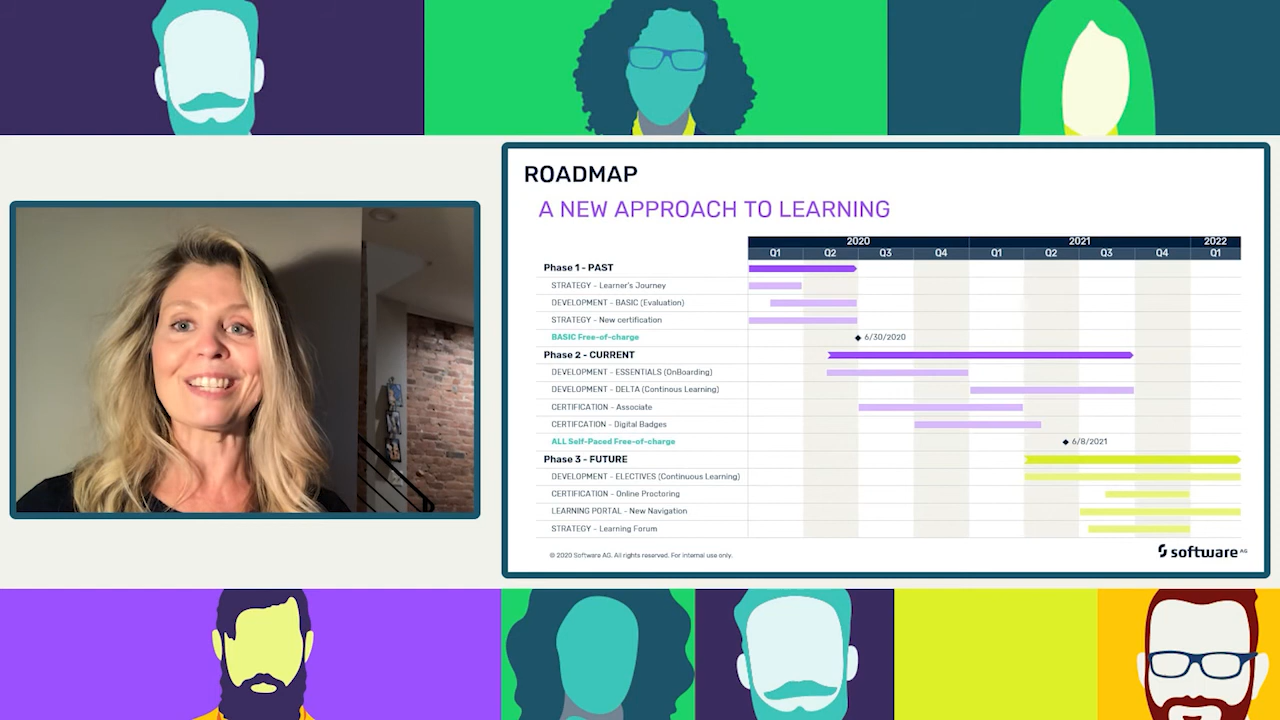 ROADMAP
A NEW APPROACH TO LEARNING
2020 2021 2022
Q1 Q2 Q3 Q4 Q1 Q2 Q3 Q4 Q1
Phase 1 - PAST
STRATEGY - Learner's Journey
DEVELOPMENT - BASIC (Evaluation)
STRATEGY - New certification
BASIC Free-of-charge 6/30/2020
Phase 2 - CURRENT
DEVELOPMENT - ESSENTIALS (OnBoarding)
DEVELOPMENT - DELTA (Continous Learning)
CERTIFICATION - Associate
CERTIFCATION - Digital Badges
ALL Self-Paced Free-of-charge 6/8/2021
Phase 3 - FUTURE
DEVELOPMENT - ELECTIVES (Continuous Learning)
CERTIFICATION - Online Proctoring
LEARNING PORTAL - New Navigation
STRATEGY - Learning Forum
© 2020 Software AG. All rights reserved. For internal use only.
software AG